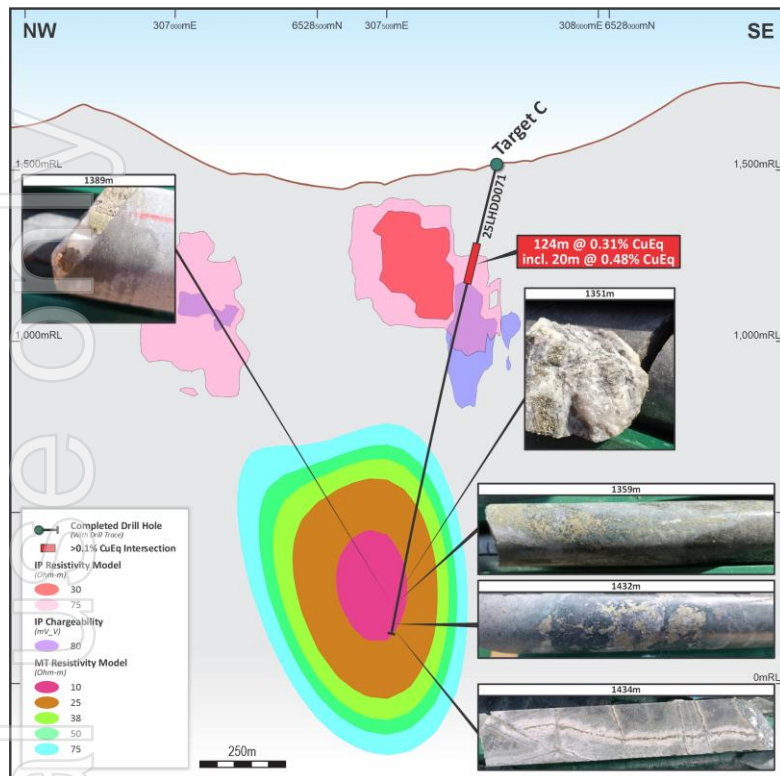 NW
307000mE
6528500mN
307500mE
308000mE
6528000mN
SE
Target C
1,500mRL
1,500mRL
25LHDD071
1389m
124m @ 0.31% CuEq
incl. 20m @ 0.48% CuEq
1351m
1,000mRL
1,000mRL
1359m
1432m
1434m
0mRL
Completed Drill Hole
(With Drill Trace)
>0.1% CuEq Intersection
IP Resistivity Model
(Ohm-m)
30
75
IP Chargeability
(mV_V)
80
MT Resistivity Model
(Ohm-m)
10
25
38
50
75
250m
use only